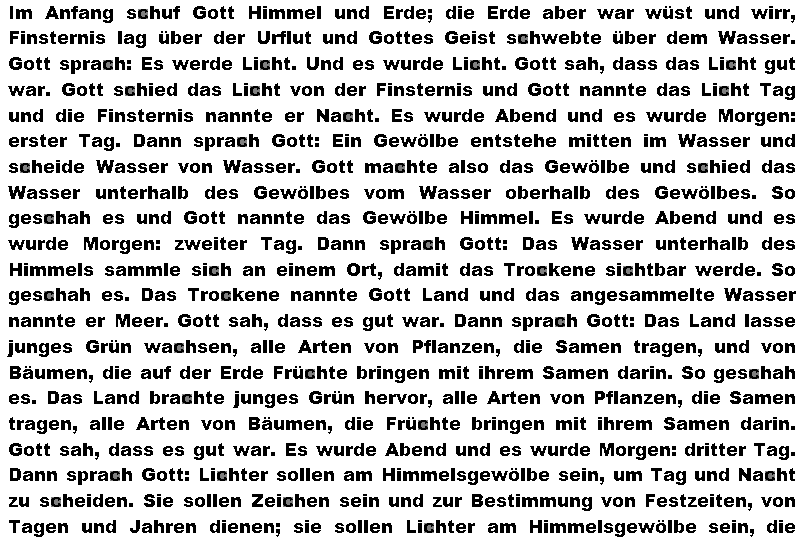 Im Anfang schuf Gott Himmel und Erde; die Erde aber war wüst und wirr,
Finsternis lag über der Urflut und Gottes Geist schwebte über dem Wasser.
Gott sprach: Es werde Licht. Und es wurde Licht. Gott sah, dass das Licht gut
war. Gott schied das Licht von der Finsternis und Gott nannte das Licht Tag
und die Finsternis nannte er Nacht. Es wurde Abend und es wurde Morgen:
erster Tag. Dann sprach Gott: Ein Gewölbe entstehe mitten im Wasser und
scheide Wasser von Wasser. Gott machte also das Gewölbe und schied das
Wasser unterhalb des Gewölbes vom Wasser oberhalb des Gewölbes. So
geschah es und Gott nannte das Gewölbe Himmel. Es wurde Abend und es
wurde Morgen: zweiter Tag. Dann sprach Gott: Das Wasser unterhalb des
Himmels sammle sich an einem Ort, damit das Trockene sichtbar werde. So
geschah es. Das Trockene nannte Gott Land und das angesammelte Wasser
nannte er Meer. Gott sah, dass es gut war. Dann sprach Gott: Das Land lasse
junges Grün wachsen, alle Arten von Pflanzen, die Samen tragen, und von
Bäumen, die auf der Erde Früchte bringen mit ihrem Samen darin. So geschah
es. Das Land brachte junges Grün hervor, alle Arten von Pflanzen, die Samen
tragen, alle Arten von Bäumen, die Früchte bringen mit ihrem Samen darin.
Gott sah, dass es gut war. Es wurde Abend und es wurde Morgen: dritter Tag.
Dann sprach Gott: Lichter sollen am Himmelsgewölbe sein, um Tag und Nacht
zu scheiden. Sie sollen Zeichen sein und zur Bestimmung von Festzeiten, von
Tagen und Jahren dienen; sie sollen Lichter am Himmelsgewölbe sein, die